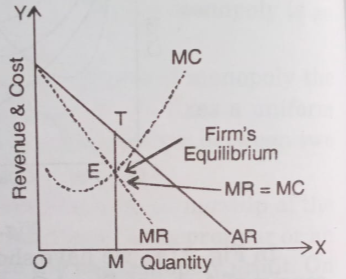 Y
MC
Revenue & Cost
T
Firm's
Equilibrium
E
MR = MC
MR
AR
O
M
Quantity
X